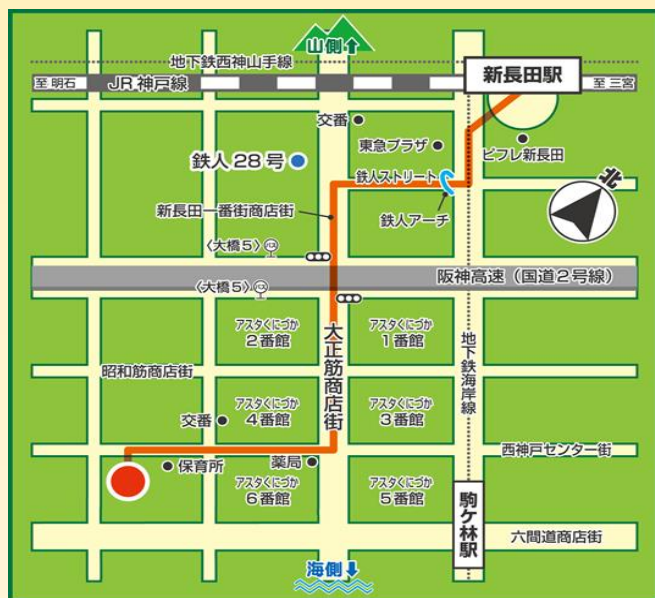 山側↑
地下鉄西神山手線
新長田駅
至 明石
JR神戸線
至 三宮
交番
東急プラザ
ピフレ新長田
鉄人28号
鉄人ストリート
北
新長田一番街商店街
鉄人アーチ
〈大橋5〉
バス
阪神高速(国道2号線)
〈大橋5〉
バス
アスタくにづか
2番館
大正筋商店街
アスタくにづか
1番館
地下鉄海岸線
昭和筋商店街
アスタくにづか
4番館
アスタくにづか
3番館
交番
西神戸センター街
保育所
薬局
アスタくにづか
6番館
アスタくにづか
5番館
駒ケ林駅
六間道商店街
海側↓